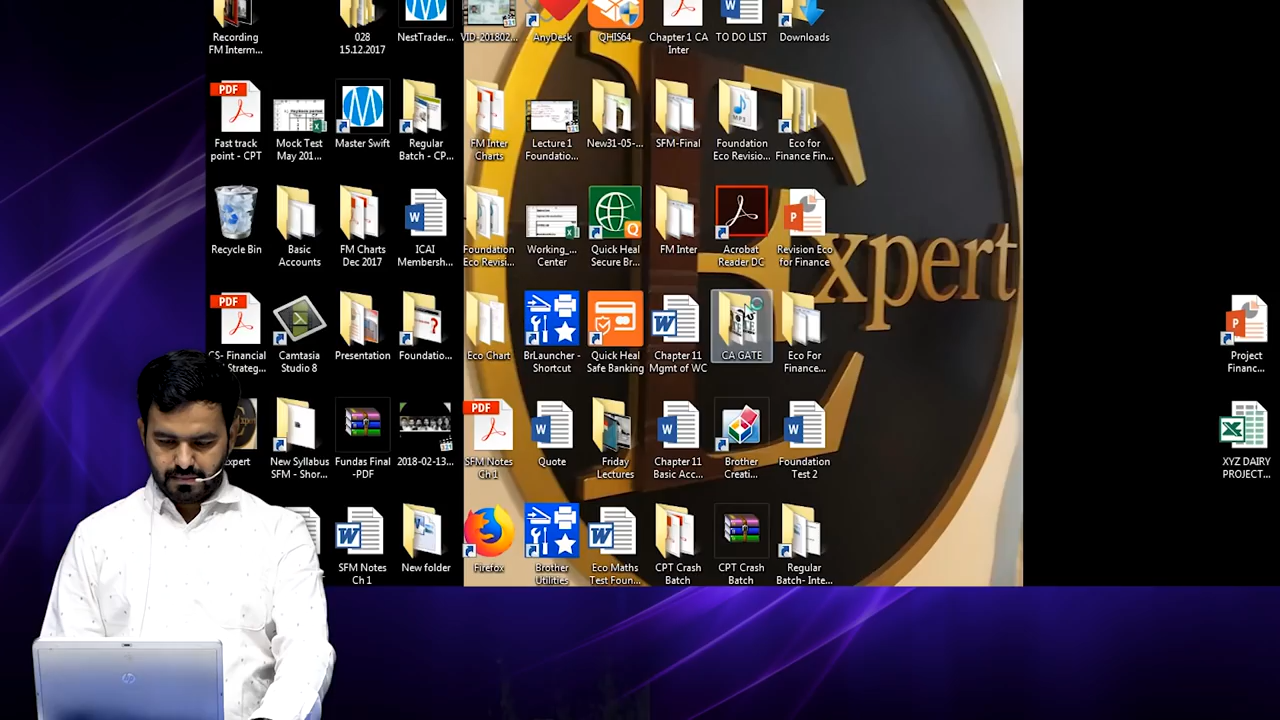 Recording
FM Interm...
028
15.12.2017
NestTrader...
VID-201802...
AnyDesk
QHIS64
Chapter 1 CA
Inter
TO DO LIST
Downloads
PDF
Fast track
point - CPT
Mock Test
May 201...
Master Swift
Regular
Batch - CP...
FM Inter
Charts
Lecture 1
Foundatio...
New31-05-...
SFM-Final
MP3
Foundation
Eco Revisio...
Eco for
Finance Fin...
Recycle Bin
Basic
Accounts
FM Charts
Dec 2017
ICAI
Membersh...
Foundation
Eco Revisi...
Working_...
Center
Quick Heal
Secure Br...
FM Inter
Acrobat
Reader DC
Revision Eco
for Finance
Expert
PDF
CS- Financial
Strateg...
Camtasia
Studio 8
Presentation
Foundatio...
Eco Chart
BrLauncher -
Shortcut
Quick Heal
Safe Banking
Chapter 11
Mgmt of WC
CA GATE
Eco For
Finance...
Project
Financ...
Expert
New Syllabus
SFM - Shor...
Fundas Final
-PDF
2018-02-13...
PDF
SFM Notes
Ch 1
Quote
Friday
Lectures
Chapter 11
Basic Acc...
Brother
Creati...
Foundation
Test 2
XYZ DAIRY
PROJECT...
SFM Notes
Ch 1
New folder
Firefox
Brother
Utilities
Eco Maths
Test Foun...
CPT Crash
Batch
CPT Crash
Batch
Regular
Batch- Inte...
hp